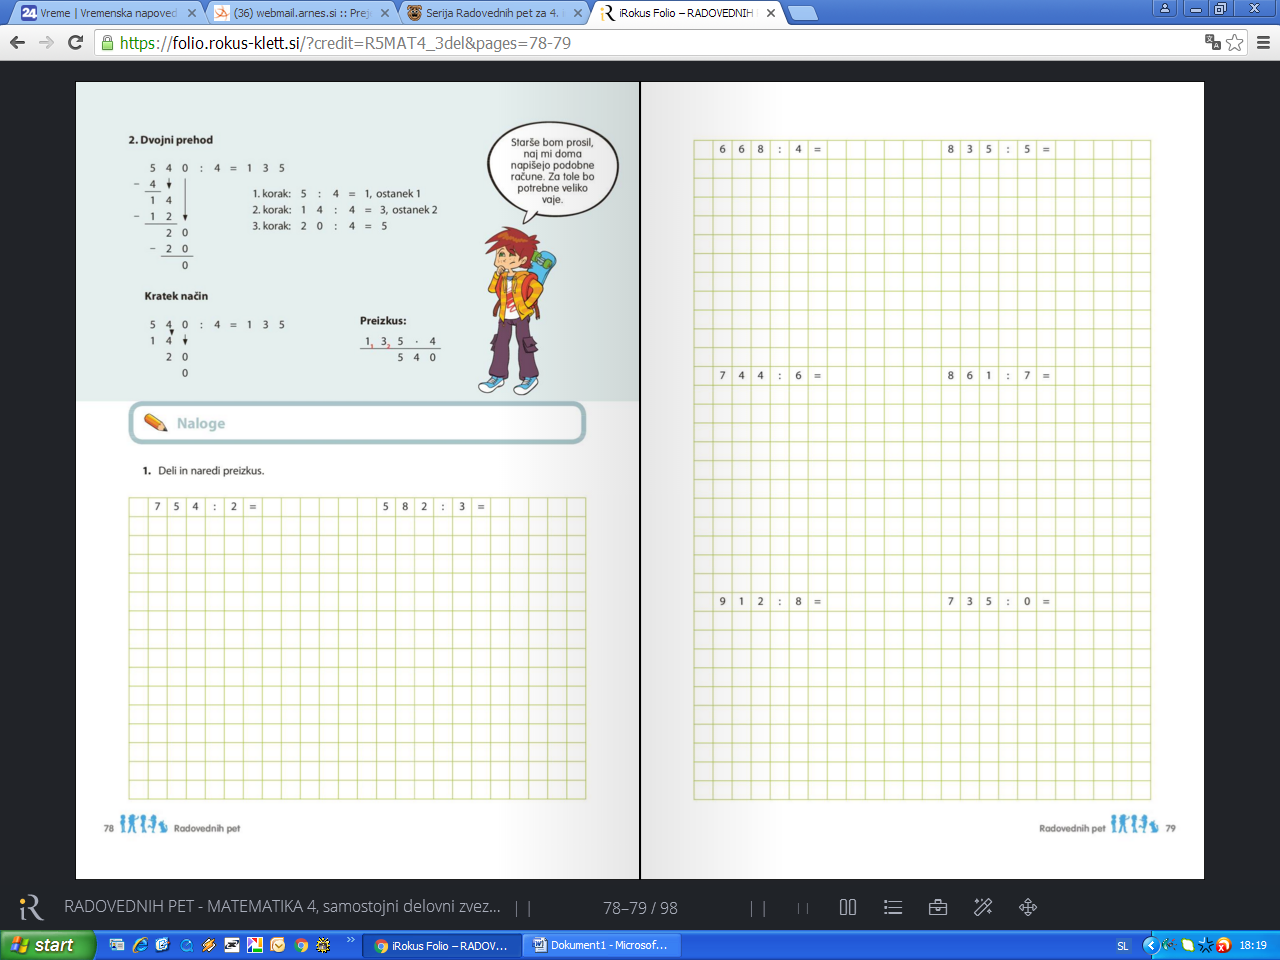 24 Vreme | Vremenska napoved
(36) webmail.arnes.si :: Prej
Serija Radovednih pet za 4.
iRokus Folio – RADOVEDNIH
https://folio.rokus-klett.si/?credit=R5MAT4_3del&pages=78-79
2. Dvojni prehod
5 4 0 : 4 = 1 3 5
– 4
1 4
– 1 2
2 0
– 2 0
0
1. korak: 5 : 4 = 1, ostanek 1
2. korak: 1 4 : 4 = 3, ostanek 2
3. korak: 2 0 : 4 = 5
Starše bom prosil,
naj mi doma
napišejo podobne
račune. Za tole bo
potrebne veliko
vaje.
Kratek način
5 4 0 : 4 = 1 3 5
1 4
2 0
0
Preizkus:
1 1 3 2 5 · 4
5 4 0
Naloge
1. Deli in naredi preizkus.
7 5 4 : 2 =
5 8 2 : 3 =
78 Radovednih pet
6 6 8 : 4 =
8 3 5 : 5 =
7 4 4 : 6 =
8 6 1 : 7 =
9 1 2 : 8 =
7 3 5 : 0 =
Radovednih pet 79
iR RADOVEDNIH PET - MATEMATIKA 4, samostojni delovni zvez...
78–79 / 98
start
iRokus Folio – RADOV...
Dokument1 - Microsof...
SL
18:19